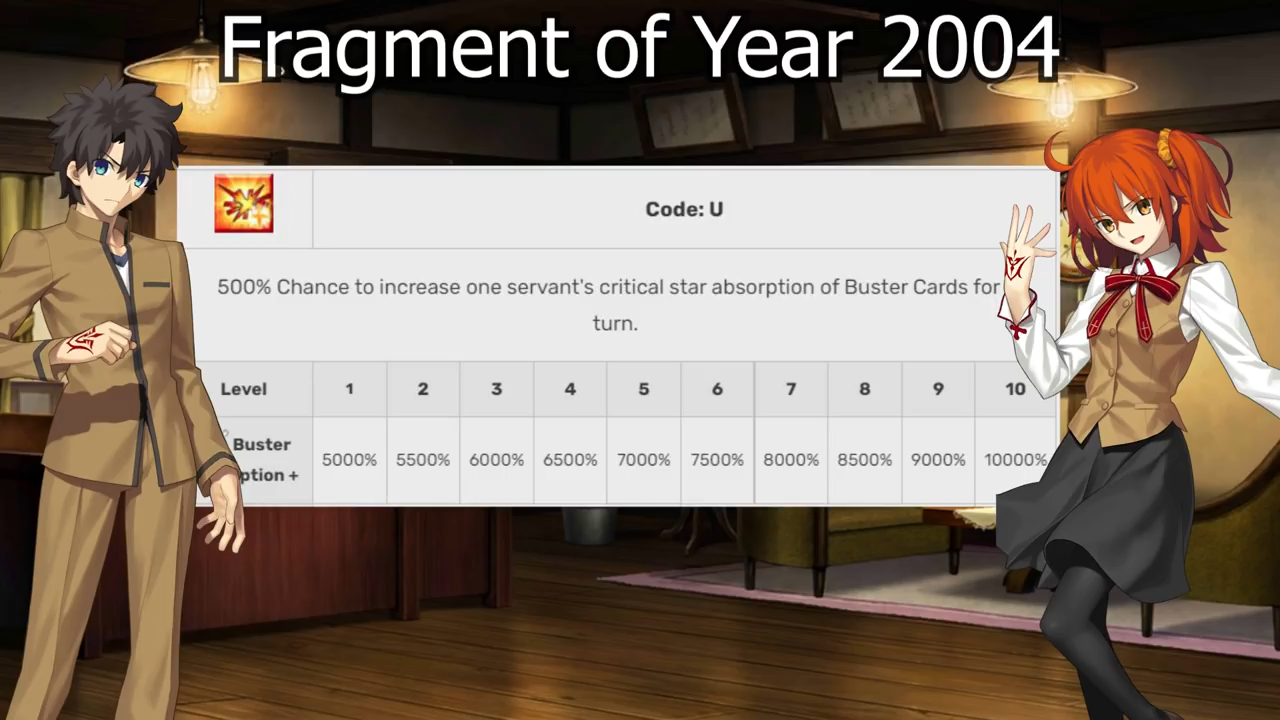 Fragment of Year 2004
Code: U
500% Chance to increase one servant's critical star absorption of Buster Cards for
turn.
Level 1 2 3 4 5 6 7 8 9 10
Buster
ption +
5000% 5500% 6000% 6500% 7000% 7500% 8000% 8500% 9000% 10000%